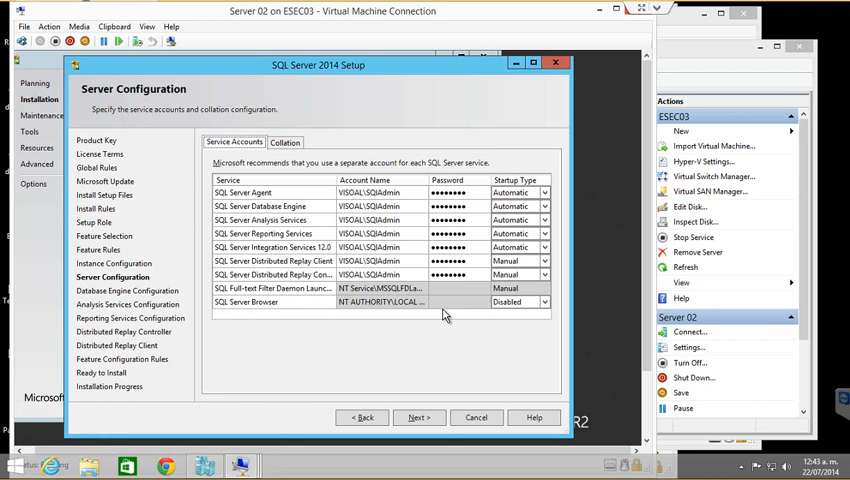 Server 02 on ESEC03 - Virtual Machine Connection
File Action Media Clipboard View Help
SQL Server 2014 Setup
Server Configuration
Specify the service accounts and collation configuration.
Planning
Installation
Maintenance
Tools
Resources
Advanced
Options
Product Key
License Terms
Global Rules
Microsoft Update
Install Setup Files
Install Rules
Setup Role
Feature Selection
Feature Rules
Instance Configuration
Server Configuration
Database Engine Configuration
Analysis Services Configuration
Reporting Services Configuration
Distributed Replay Controller
Distributed Replay Client
Feature Configuration Rules
Ready to Install
Installation Progress
Service Accounts Collation
Microsoft recommends that you use a separate account for each SQL Server service.
Service Account Name Password Startup Type
SQL Server Agent VISOAL\SQlAdmin ●●●●●●●● Automatic
SQL Server Database Engine VISOAL\SQlAdmin ●●●●●●●● Automatic
SQL Server Analysis Services VISOAL\SQlAdmin ●●●●●●●● Automatic
SQL Server Reporting Services VISOAL\SQlAdmin ●●●●●●●● Automatic
SQL Server Integration Services 12.0 VISOAL\SQlAdmin ●●●●●●●● Automatic
SQL Server Distributed Replay Client VISOAL\SQlAdmin ●●●●●●●● Manual
SQL Server Distributed Replay Con... VISOAL\SQlAdmin ●●●●●●●● Manual
SQL Full-text Filter Daemon Launc... NT Service\MSSQLFDLa... Manual
SQL Server Browser NT AUTHORITY\LOCAL ... Disabled
< Back Next > Cancel Help
Microsof
R2
Actions
ESEC03
New
Import Virtual Machine...
Hyper-V Settings...
Virtual Switch Manager...
Virtual SAN Manager...
Edit Disk...
Inspect Disk...
Stop Service
Remove Server
Refresh
View
Help
Server 02
Connect...
Settings...
Turn Off...
Shut Down...
Save
Pause
12:43 a. m.
22/07/2014